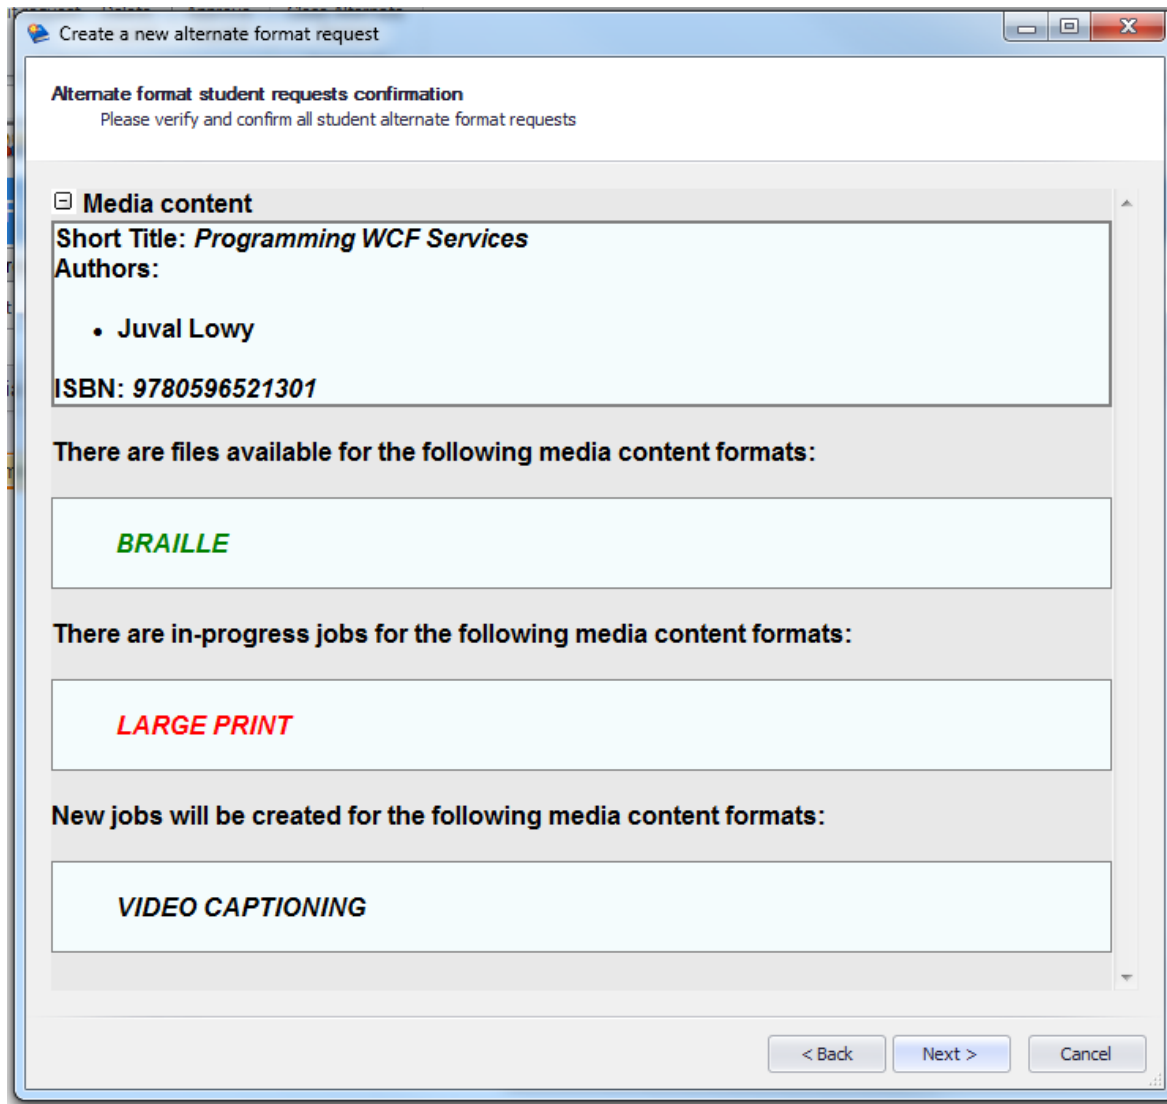 Create a new alternate format request
Alternate format student requests confirmation
Please verify and confirm all student alternate format requests
Media content
Short Title: Programming WCF Services
Authors:
• Juval Lowy
ISBN: 9780596521301
There are files available for the following media content formats:
BRAILLE
There are in-progress jobs for the following media content formats:
LARGE PRINT
New jobs will be created for the following media content formats:
VIDEO CAPTIONING
< Back Next > Cancel